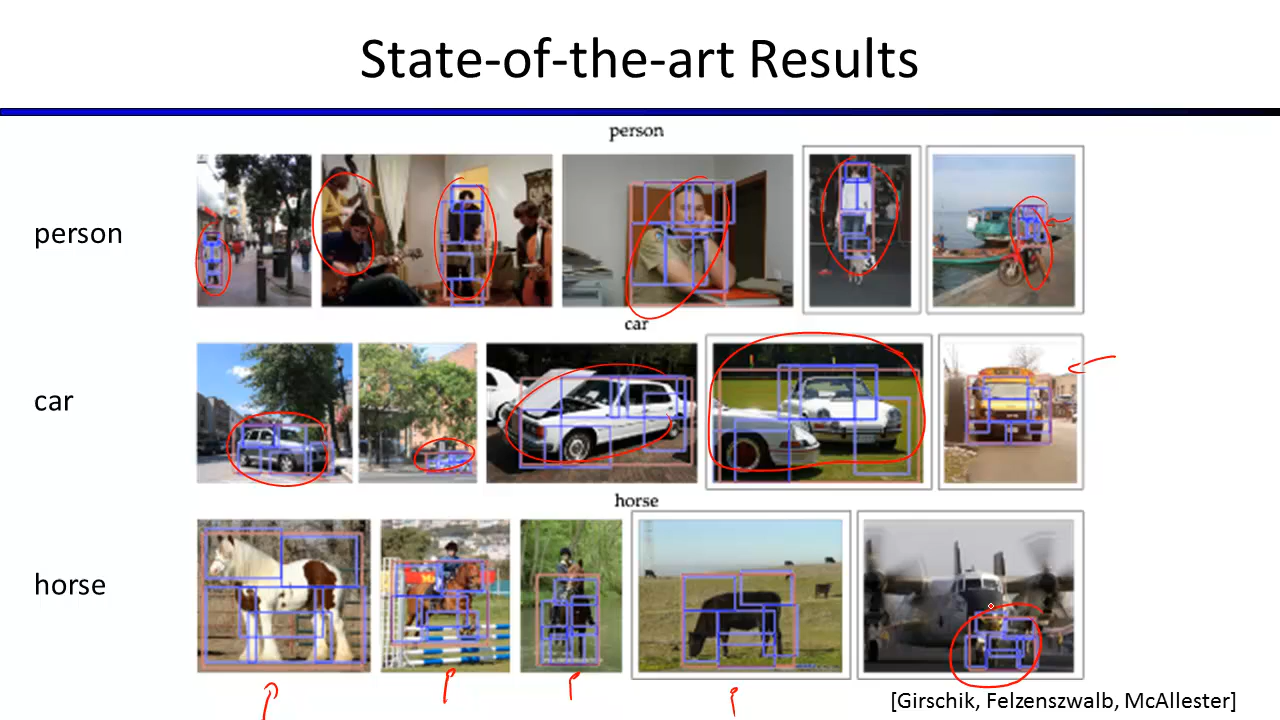 State-of-the-art Results
person
person
car
car
horse
horse
[Girschik, Felzenszwalb, McAllester]